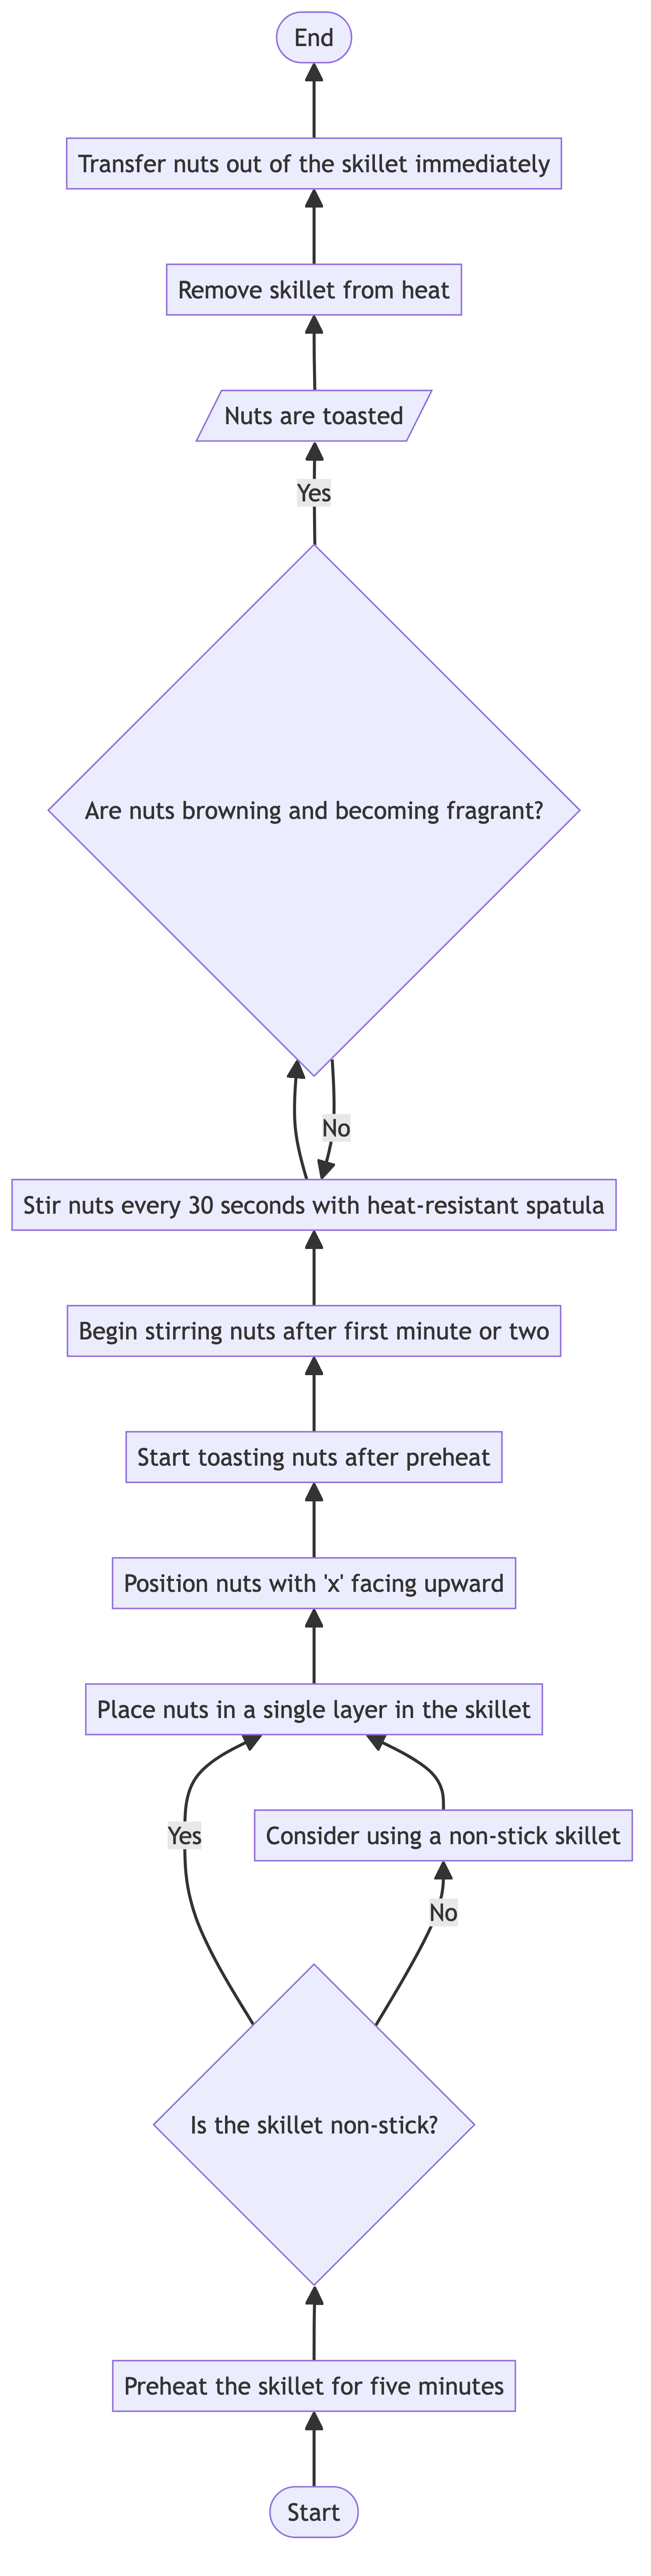 End
Transfer nuts out of the skillet immediately
Remove skillet from heat
Nuts are toasted
Yes
Are nuts browning and becoming fragrant?
No
Stir nuts every 30 seconds with heat-resistant spatula
Begin stirring nuts after first minute or two
Start toasting nuts after preheat
Position nuts with 'x' facing upward
Place nuts in a single layer in the skillet
Yes
Consider using a non-stick skillet
No
Is the skillet non-stick?
Preheat the skillet for five minutes
Start